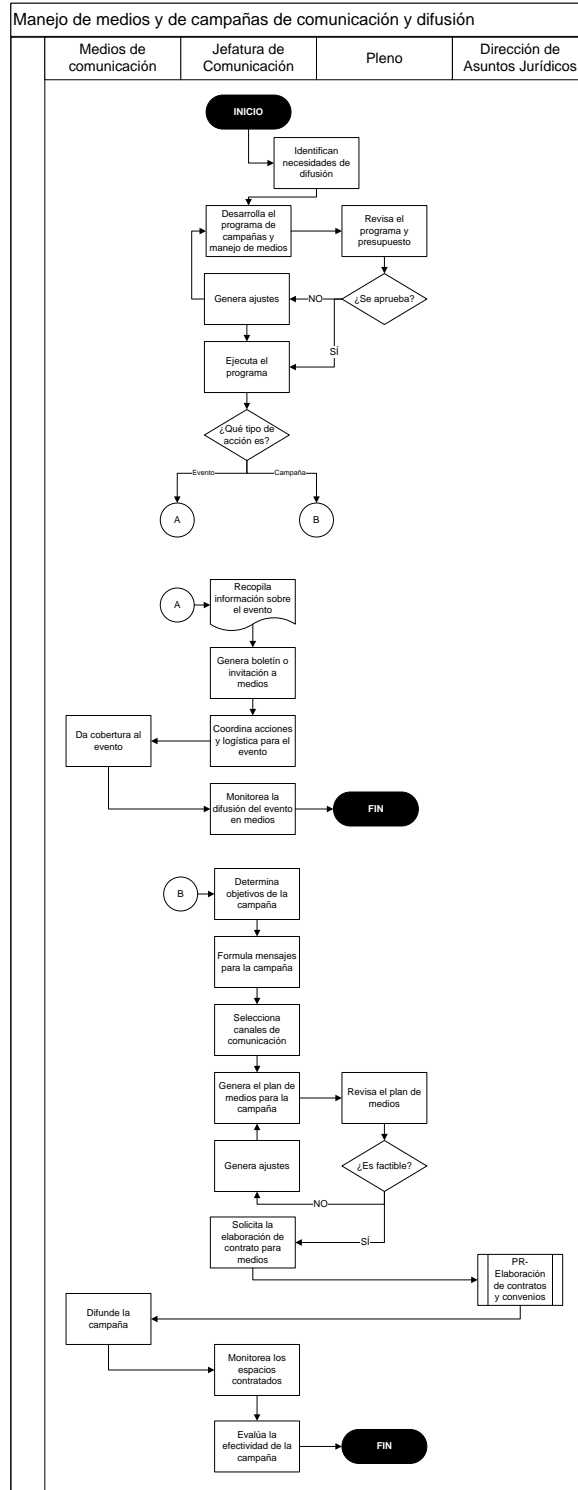 Manejo de medios y de campañas de comunicación y difusión
Medios de
comunicación
Jefatura de
Comunicación
Pleno
Dirección de
Asuntos Jurídicos
INICIO
Identifican
necesidades de
difusión
Desarrolla el
programa de
campañas y
manejo de medios
Revisa el
programa y
presupuesto
Genera ajustes
NO
¿Se aprueba?
SÍ
Ejecuta el
programa
¿Qué tipo de
acción es?
Evento
Campaña
A
B
A
Recopila
información sobre
el evento
Genera boletín o
invitación a
medios
Da cobertura al
evento
Coordina acciones
y logística para el
evento
Monitorea la
difusión del evento
en medios
FIN
B
Determina
objetivos de la
campaña
Formula mensajes
para la campaña
Selecciona
canales de
comunicación
Genera el plan de
medios para la
campaña
Revisa el plan de
medios
Genera ajustes
¿Es factible?
NO
Solicita la
elaboración de
contrato para
medios
SÍ
PR-
Elaboración
de contratos
y convenios
Difunde la
campaña
Monitorea los
espacios
contratados
Evalúa la
efectividad de la
campaña
FIN